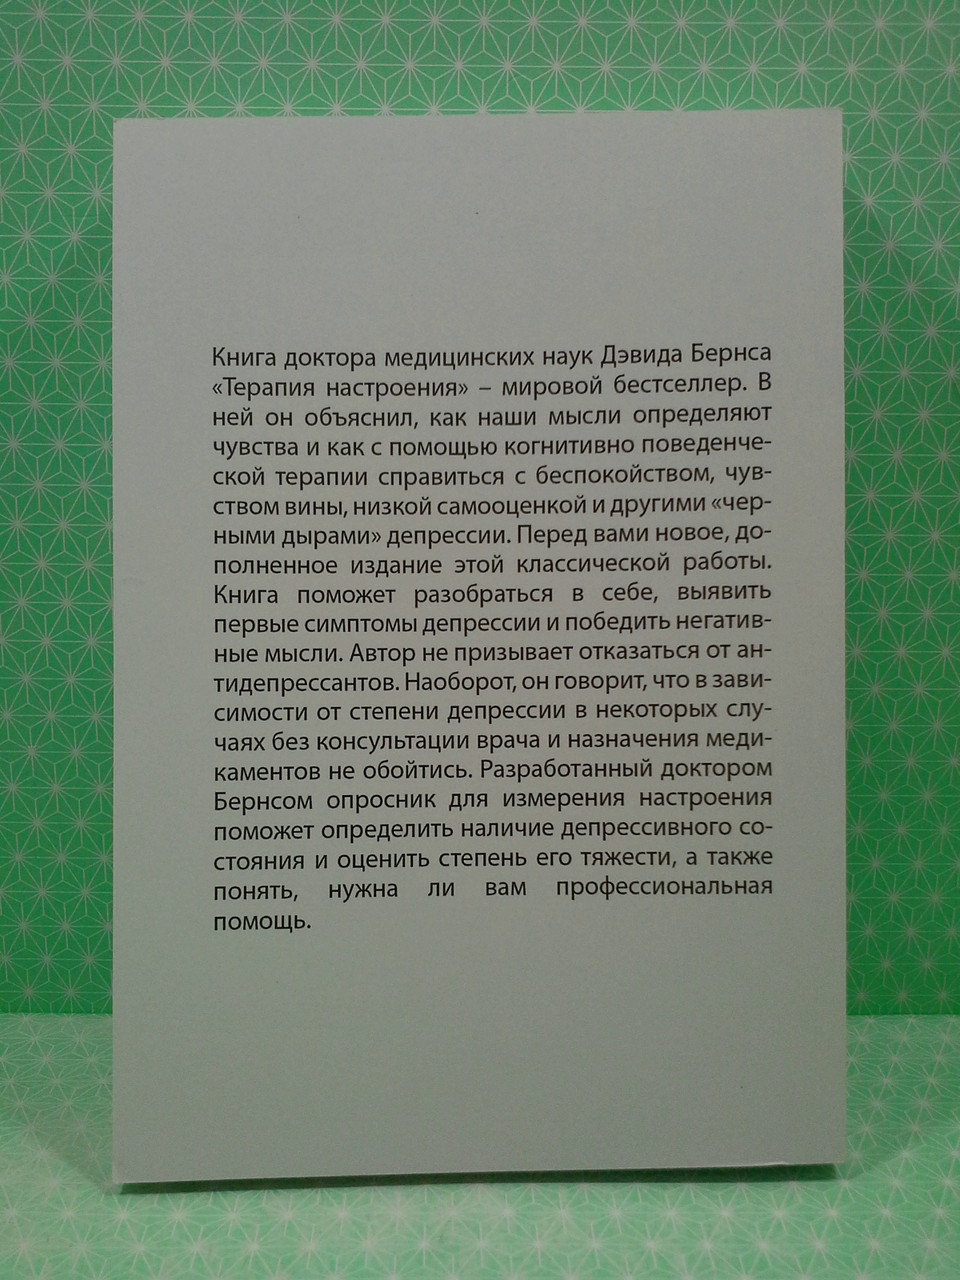 Книга доктора медицинских наук Дэвида Бернса
«Терапия настроения» – мировой бестселлер. В
ней он объяснил, как наши мысли определяют
чувства и как с помощью когнитивно поведенче-
ской терапии справиться с беспокойством, чув-
ством вины, низкой самооценкой и другими «чер-
ными дырами» депрессии. Перед вами новое, до-
полненное издание этой классической работы.
Книга поможет разобраться в себе, выявить
первые симптомы депрессии и победить негатив-
ные мысли. Автор не призывает отказаться от ан-
тидепрессантов. Наоборот, он говорит, что в зави-
симости от степени депрессии в некоторых слу-
чаях без консультации врача и назначения меди-
каментов не обойтись. Разработанный доктором
Бернсом опросник для измерения настроения
поможет определить наличие депрессивного со-
стояния и оценить степень его тяжести, а также
понять, нужна ли вам профессиональная
помощь.